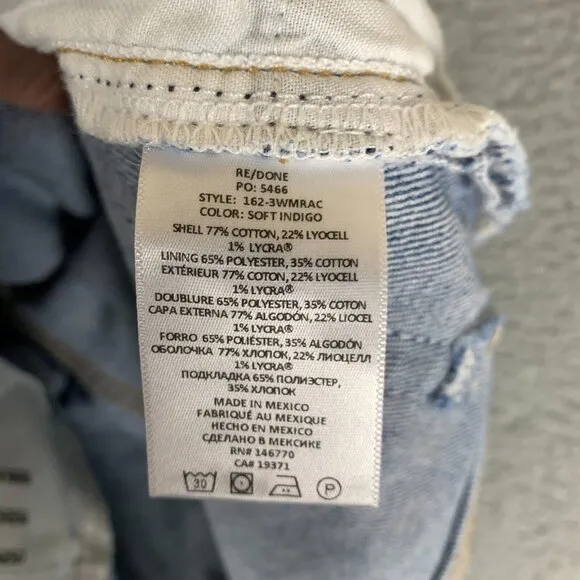 RE/DONE
PO: 5466
STYLE: 162-3WMRAC
COLOR: SOFT INDIGO
SHELL 77% COTTON, 22% LYOCELL
1% LYCRA®
LINING 65% POLYESTER, 35% COTON
EXTÉRIEUR 77% COTON, 22% LYOCELL
1% LYCRA®
DOUBLURE 65% POLYESTER, 35% COTON
CAPA EXTERNA 77% ALGODÓN, 22% LIOCEL
1% LYCRA®
FORRO 65% POLIÉSTER, 35% ALGODÓN
ОБОЛОЧКА 77% ХЛОПОК, 22% ЛИОЦЕЛЛ
1% LYCRA®
ПОДКЛАДКА 65% ПОЛИЭСТЕР,
35% ХЛОПОК
MADE IN MEXICO
FABRIQUÉ AU MEXIQUE
HECHO EN MÉXICO
СДЕЛАНО В МЕКСИКЕ
RN# 146770
CA# 19371
30 P